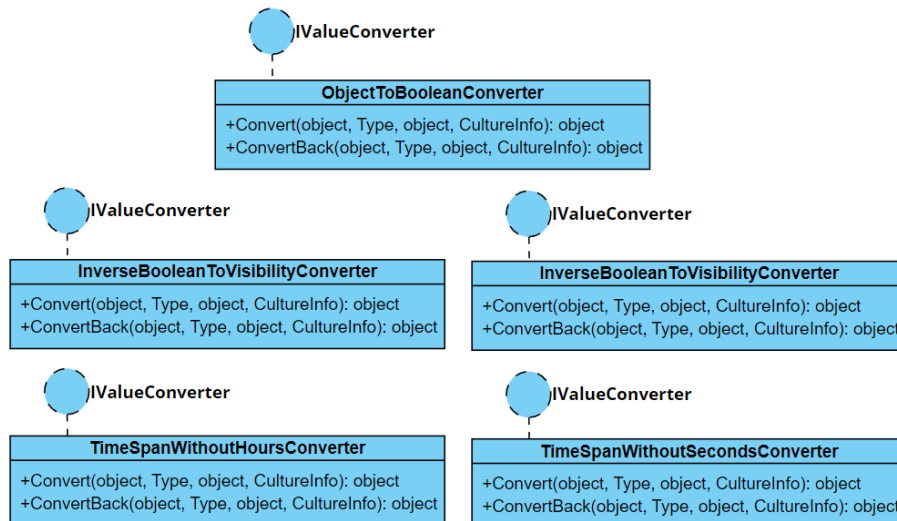 IValueConverter
ObjectToBooleanConverter
+Convert(object, Type, object, CultureInfo): object
+ConvertBack(object, Type, object, CultureInfo): object
IValueConverter
InverseBooleanToVisibilityConverter
+Convert(object, Type, object, CultureInfo): object
+ConvertBack(object, Type, object, CultureInfo): object
IValueConverter
InverseBooleanToVisibilityConverter
+Convert(object, Type, object, CultureInfo): object
+ConvertBack(object, Type, object, CultureInfo): object
IValueConverter
TimeSpanWithoutHoursConverter
+Convert(object, Type, object, CultureInfo): object
+ConvertBack(object, Type, object, CultureInfo): object
IValueConverter
TimeSpanWithoutSecondsConverter
+Convert(object, Type, object, CultureInfo): object
+ConvertBack(object, Type, object, CultureInfo): object